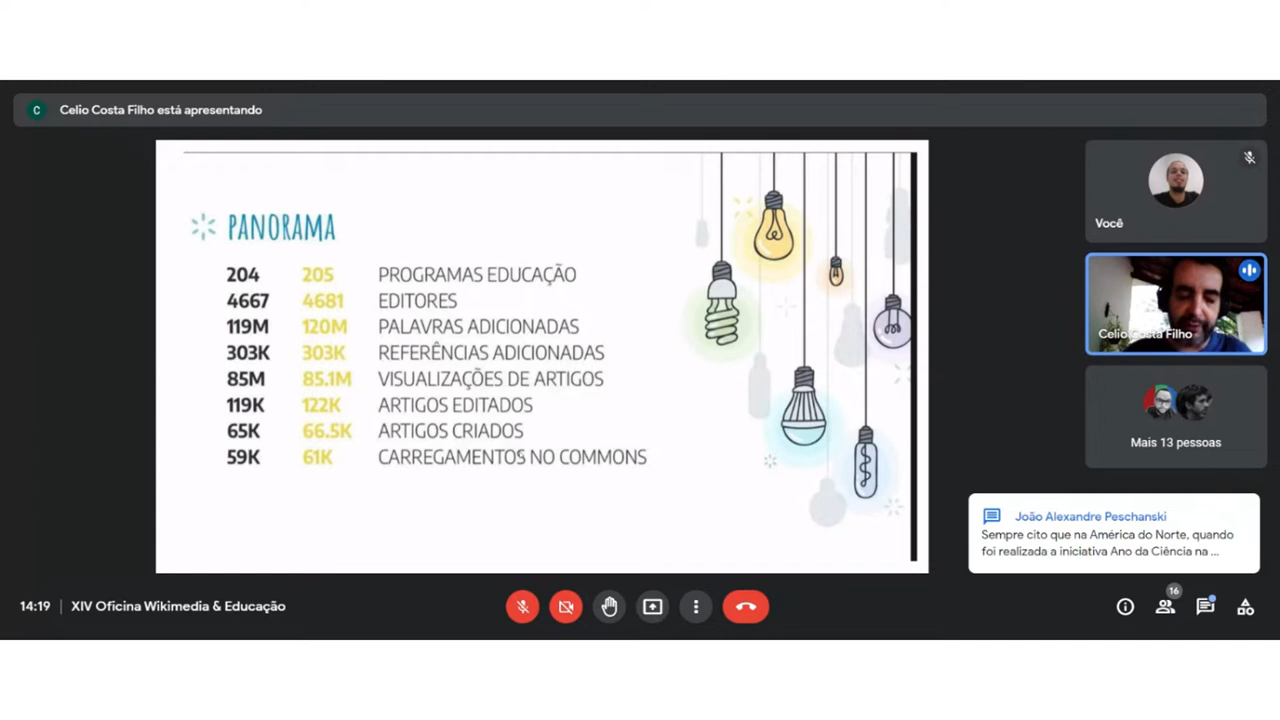 C Celio Costa Filho está apresentando
PANORAMA
204 205 PROGRAMAS EDUCAÇÃO
4667 4681 EDITORES
119M 120M PALAVRAS ADICIONADAS
303K 303K REFERÊNCIAS ADICIONADAS
85M 85.1M VISUALIZAÇÕES DE ARTIGOS
119K 122K ARTIGOS EDITADOS
65K 66.5K ARTIGOS CRIADOS
59K 61K CARREGAMENTOS NO COMMONS
Você
Celio Costa Filho
Mais 13 pessoas
João Alexandre Peschanski
Sempre cito que na América do Norte, quando
foi realizada a iniciativa Ano da Ciência na ...
14:19 | XIV Oficina Wikimedia & Educação
16